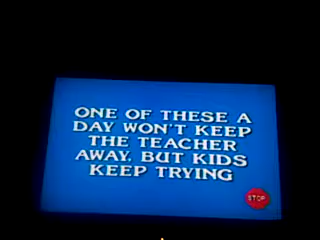 ONE OF THESE A
DAY WON'T KEEP
THE TEACHER
AWAY, BUT KIDS
KEEP TRYING
STOP